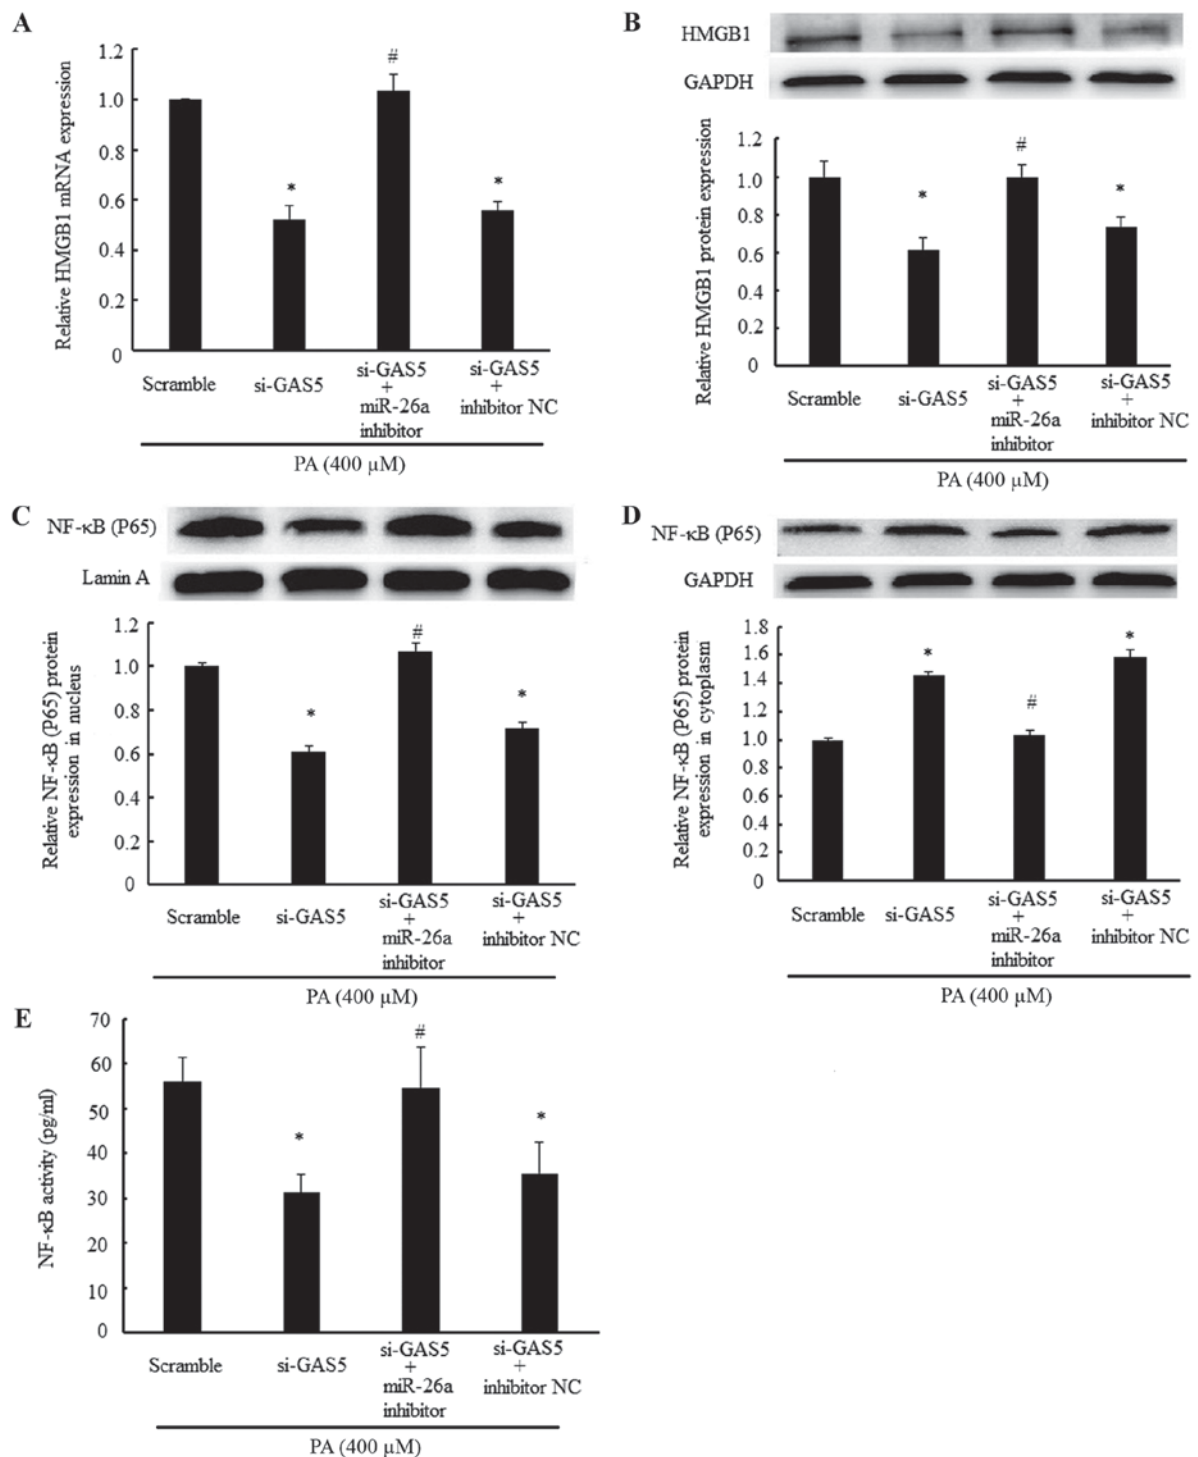 A
Relative HMGB1 mRNA expression
1.2
1.0
0.8
0.6
0.4
0.2
0
*
#
*
Scramble
si-GAS5
si-GAS5
+
miR-26a
inhibitor
si-GAS5
+
inhibitor NC
PA (400 µM)
B
HMGB1
GAPDH
Relative HMGB1 protein expression
1.2
1.0
0.8
0.6
0.4
0.2
0
*
#
*
Scramble
si-GAS5
si-GAS5
+
miR-26a
inhibitor
si-GAS5
+
inhibitor NC
PA (400 µM)
C
NF-κB (P65)
Lamin A
Relative NF-κB (P65) protein
expression in nucleus
1.2
1.0
0.8
0.6
0.4
0.2
0
*
#
*
Scramble
si-GAS5
si-GAS5
+
miR-26a
inhibitor
si-GAS5
+
inhibitor NC
PA (400 µM)
D
NF-κB (P65)
GAPDH
Relative NF-κB (P65) protein
expression in cytoplasm
1.8
1.6
1.4
1.2
1.0
0.8
0.6
0.4
0.2
0
*
#
*
Scramble
si-GAS5
si-GAS5
+
miR-26a
inhibitor
si-GAS5
+
inhibitor NC
PA (400 µM)
E
NF-κB activity (pg/ml)
70
60
50
40
30
20
10
0
*
#
*
Scramble
si-GAS5
si-GAS5
+
miR-26a
inhibitor
si-GAS5
+
inhibitor NC
PA (400 µM)